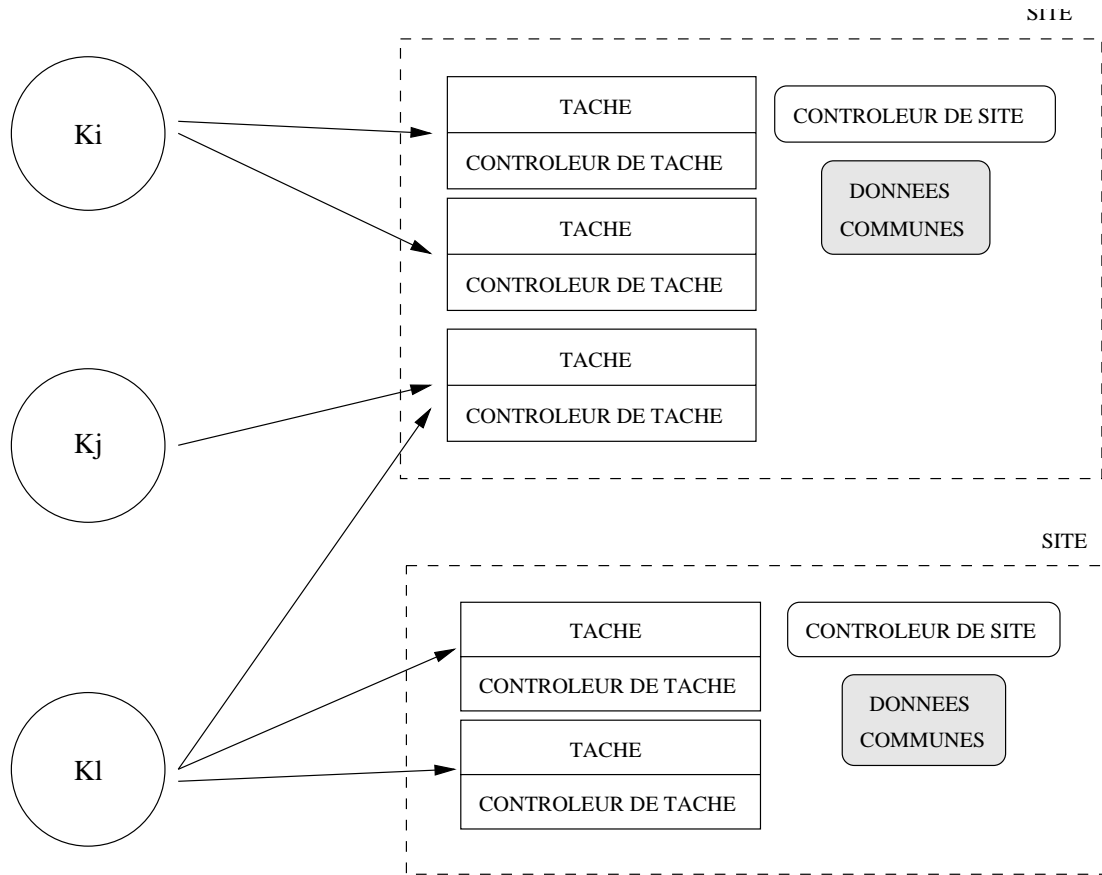 SITE
Ki
TACHE
CONTROLEUR DE TACHE
CONTROLEUR DE SITE
DONNEES
COMMUNES
TACHE
CONTROLEUR DE TACHE
Kj
TACHE
CONTROLEUR DE TACHE
SITE
Kl
TACHE
CONTROLEUR DE TACHE
CONTROLEUR DE SITE
DONNEES
COMMUNES
TACHE
CONTROLEUR DE TACHE